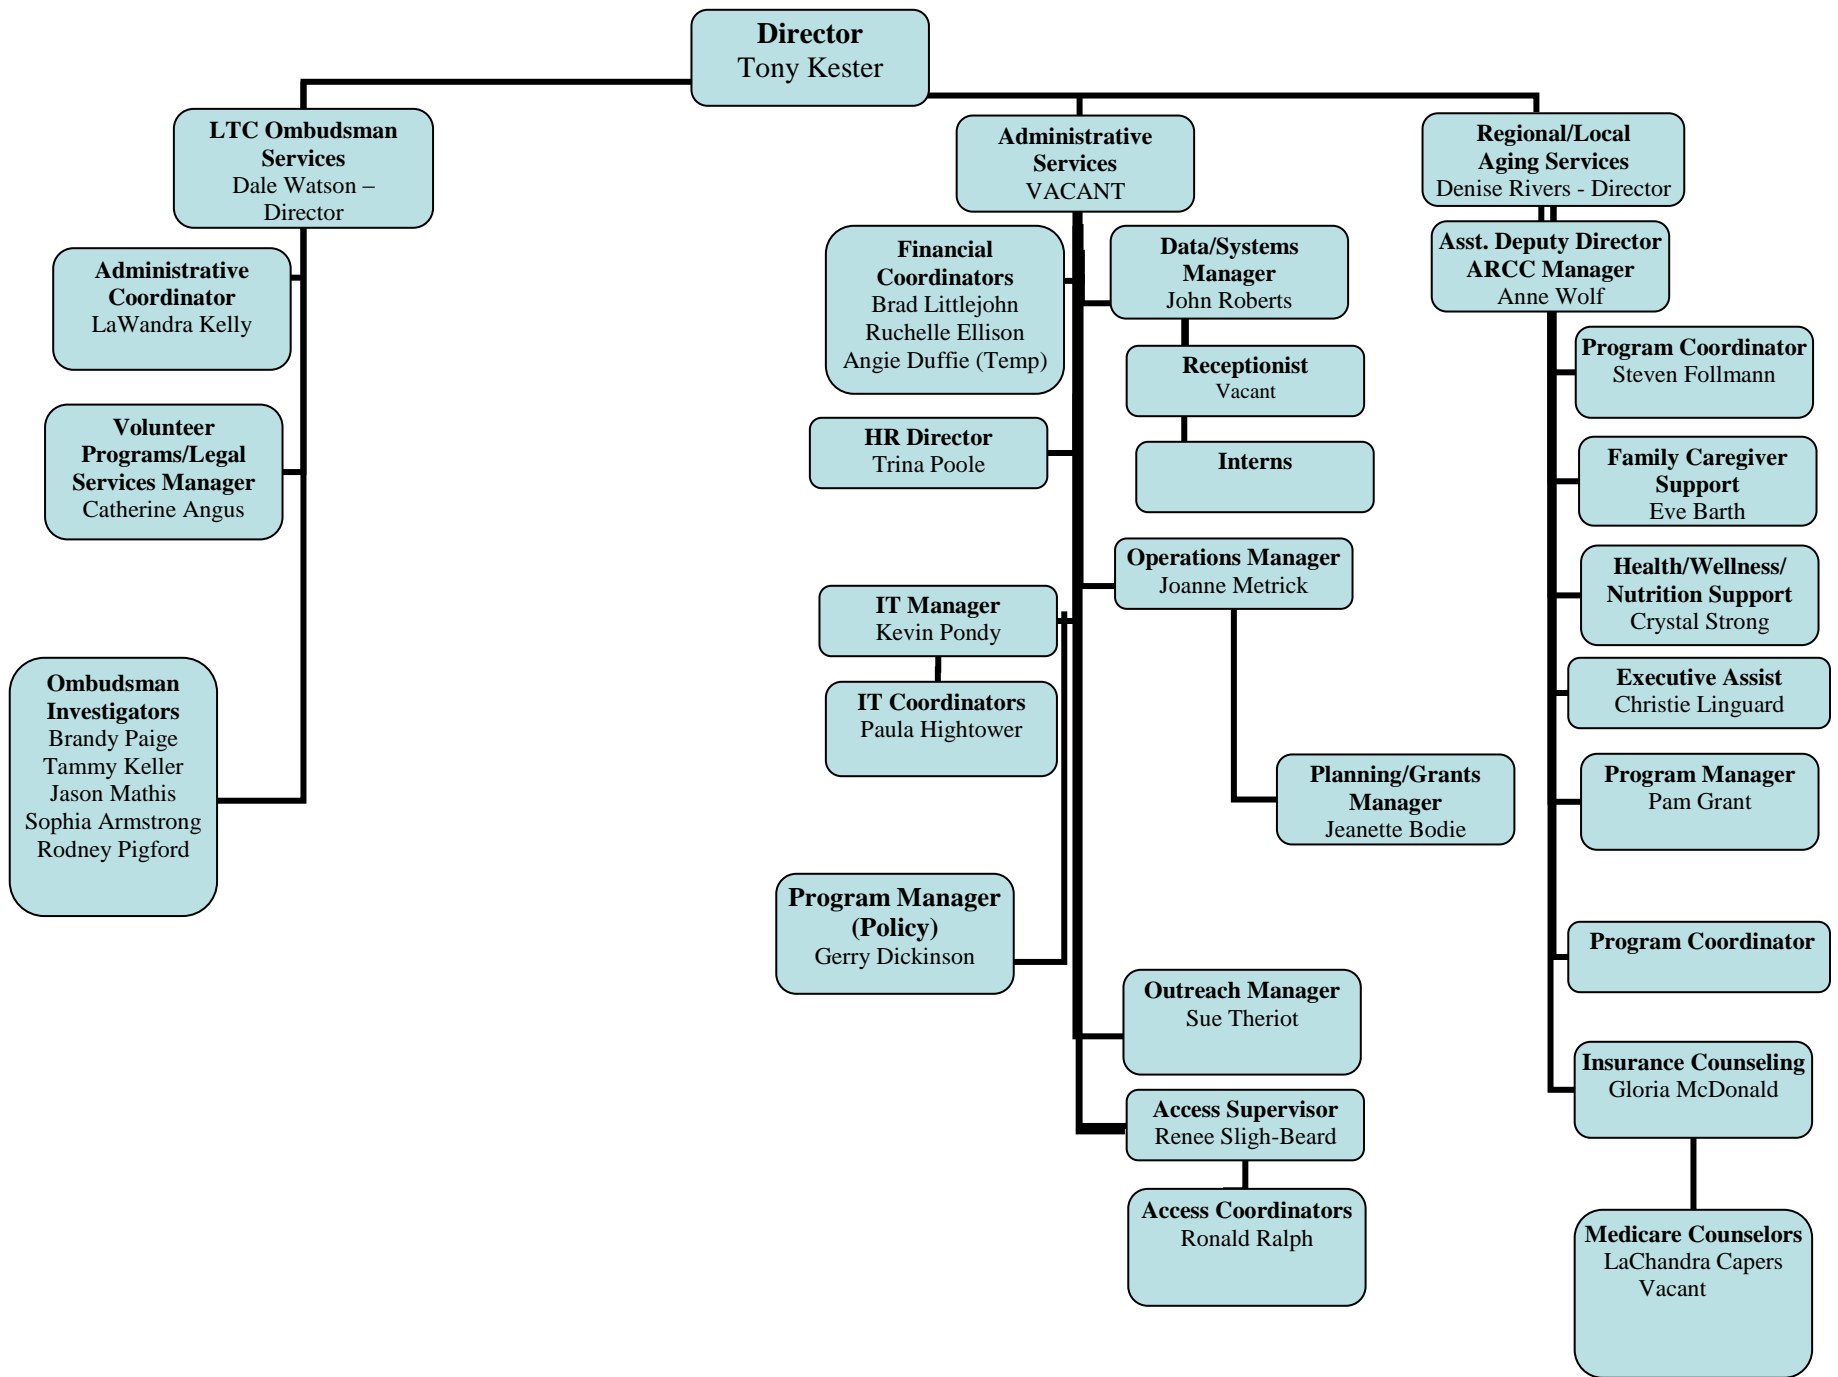 Director
Tony Kester
LTC Ombudsman
Services
Dale Watson –
Director
Administrative
Coordinator
LaWandra Kelly
Volunteer
Programs/Legal
Services Manager
Catherine Angus
Ombudsman
Investigators
Brandy Paige
Tammy Keller
Jason Mathis
Sophia Armstrong
Rodney Pigford
Administrative
Services
VACANT
Financial
Coordinators
Brad Littlejohn
Ruchelle Ellison
Angie Duffie (Temp)
HR Director
Trina Poole
IT Manager
Kevin Pondy
IT Coordinators
Paula Hightower
Program Manager
(Policy)
Gerry Dickinson
Data/Systems
Manager
John Roberts
Receptionist
Vacant
Interns
Operations Manager
Joanne Metrick
Planning/Grants
Manager
Jeanette Bodie
Outreach Manager
Sue Theriot
Access Supervisor
Renee Sligh-Beard
Access Coordinators
Ronald Ralph
Regional/Local
Aging Services
Denise Rivers - Director
Asst. Deputy Director
ARCC Manager
Anne Wolf
Program Coordinator
Steven Follmann
Family Caregiver
Support
Eve Barth
Health/Wellness/
Nutrition Support
Crystal Strong
Executive Assist
Christie Linguard
Program Manager
Pam Grant
Program Coordinator
Insurance Counseling
Gloria McDonald
Medicare Counselors
LaChandra Capers
Vacant